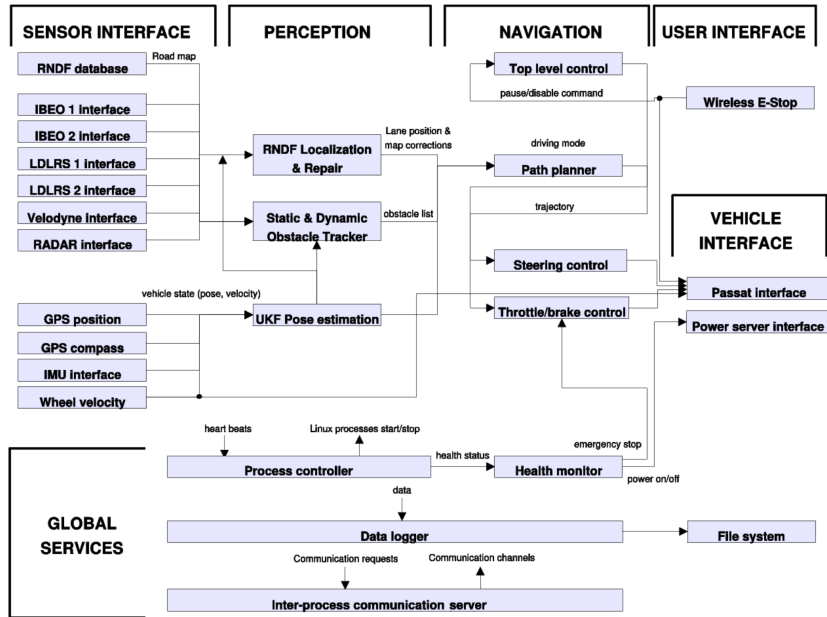 SENSOR INTERFACE
PERCEPTION
NAVIGATION
USER INTERFACE
RNDF database
Road map
Top level control
pause/disable command
Wireless E-Stop
IBEO 1 interface
IBEO 2 interface
LDLRS 1 interface
LDLRS 2 interface
Velodyne Interface
RADAR interface
RNDF Localization
& Repair
Lane position &
map corrections
driving mode
Path planner
Static & Dynamic
Obstacle Tracker
obstacle list
trajectory
VEHICLE
INTERFACE
Steering control
Passat interface
vehicle state (pose, velocity)
GPS position
UKF Pose estimation
Throttle/brake control
Power server interface
GPS compass
IMU interface
Wheel velocity
GLOBAL
SERVICES
heart beats
Linux processes start/stop
emergency stop
health status
Process controller
Health monitor
power on/off
data
Data logger
File system
Communication requests
Communication channels
Inter-process communication server